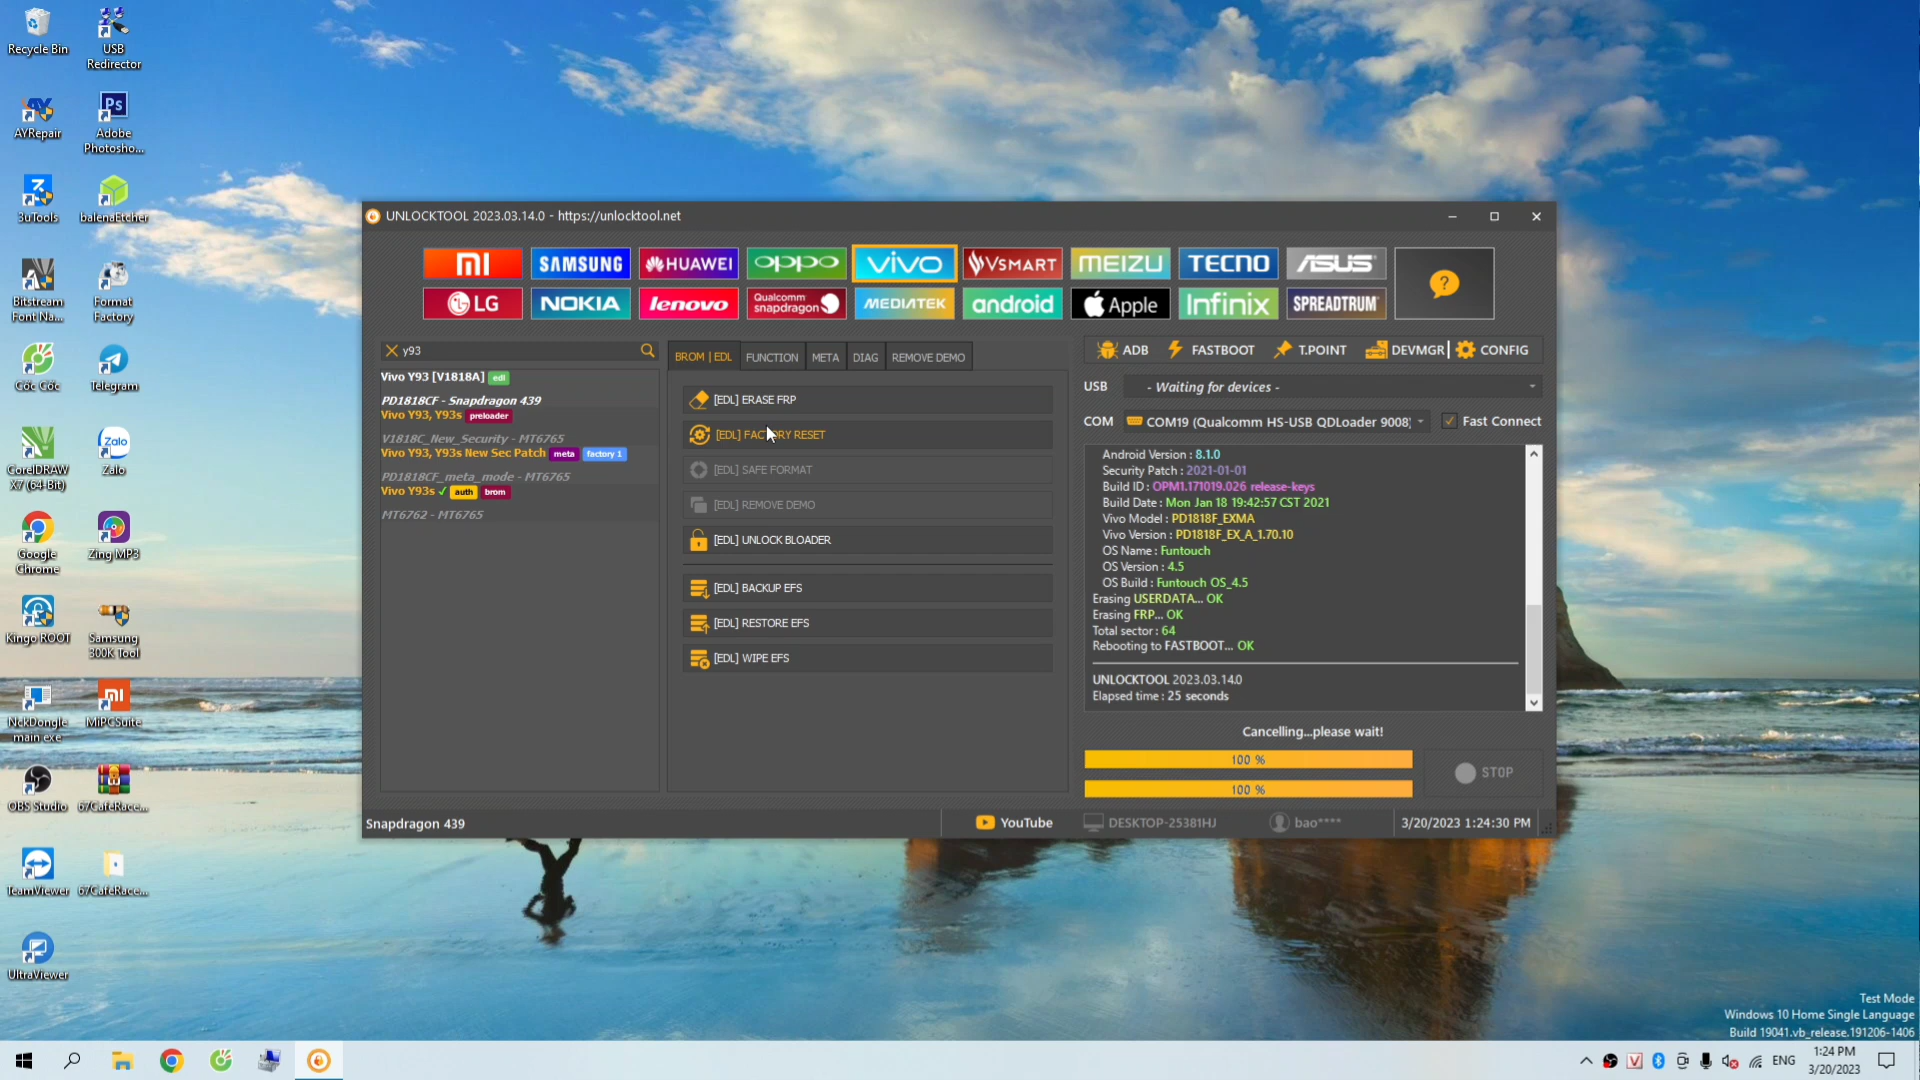 Recycle Bin
USB
Redirector
AYRepair
Adobe
Photosho...
3uTools
balenaEtcher
Bitstream
Font Na...
Format
Factory
Cốc Cốc
Telegram
CorelDRAW
X7 (64-Bit)
Zalo
Google
Chrome
Zing MP3
Kingo ROOT
Samsung
300K Tool
NckDongle
main exe
MiPCSuite
OBS Studio
67CafeRace...
TeamViewer
67CafeRace...
UltraViewer
UNLOCKTOOL 2023.03.14.0 - https://unlocktool.net
SAMSUNG
HUAWEI
oppo
vivo
VSMART
MEIZU
TECNO
ASUS
LG
NOKIA
lenovo
Qualcomm
snapdragon
MEDIATEK
android
Apple
Infinix
SPREADTRUM
y93
Vivo Y93 [V1818A] edl
PD1818CF - Snapdragon 439
Vivo Y93, Y93s preloader
V1818C_New_Security - MT6765
Vivo Y93, Y93s New Sec Patch meta factory 1
PD1818CF_meta_mode - MT6765
Vivo Y93s ✓ auth brom
MT6762 - MT6765
BROM | EDL FUNCTION META DIAG REMOVE DEMO
[EDL] ERASE FRP
[EDL] FACTORY RESET
[EDL] SAFE FORMAT
[EDL] REMOVE DEMO
[EDL] UNLOCK BLOADER
[EDL] BACKUP EFS
[EDL] RESTORE EFS
[EDL] WIPE EFS
ADB FASTBOOT T.POINT DEVMGR CONFIG
USB - Waiting for devices -
COM COM19 (Qualcomm HS-USB QDLoader 9008) Fast Connect
Android Version : 8.1.0
Security Patch : 2021-01-01
Build ID : OPM1.171019.026 release-keys
Build Date : Mon Jan 18 19:42:57 CST 2021
Vivo Model : PD1818F_EXMA
Vivo Version : PD1818F_EX_A_1.70.10
OS Name : Funtouch
OS Version : 4.5
OS Build : Funtouch OS_4.5
Erasing USERDATA... OK
Erasing FRP... OK
Total sector : 64
Rebooting to FASTBOOT... OK
UNLOCKTOOL 2023.03.14.0
Elapsed time : 25 seconds
Cancelling...please wait!
100 %
100 %
STOP
Snapdragon 439
YouTube
DESKTOP-25381HJ
bao****
3/20/2023 1:24:30 PM
Test Mode
Windows 10 Home Single Language
Build 19041.vb_release.191206-1406
ENG
1:24 PM
3/20/2023